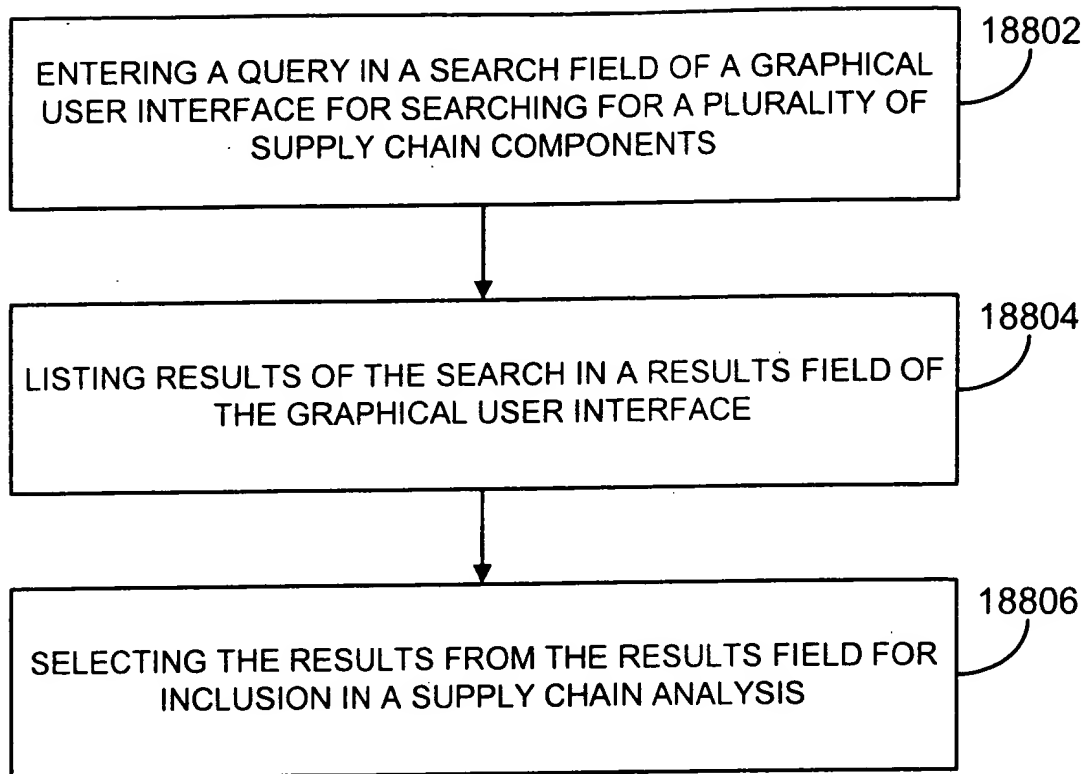 18802
ENTERING A QUERY IN A SEARCH FIELD OF A GRAPHICAL
USER INTERFACE FOR SEARCHING FOR A PLURALITY OF
SUPPLY CHAIN COMPONENTS
18804
LISTING RESULTS OF THE SEARCH IN A RESULTS FIELD OF
THE GRAPHICAL USER INTERFACE
18806
SELECTING THE RESULTS FROM THE RESULTS FIELD FOR
INCLUSION IN A SUPPLY CHAIN ANALYSIS